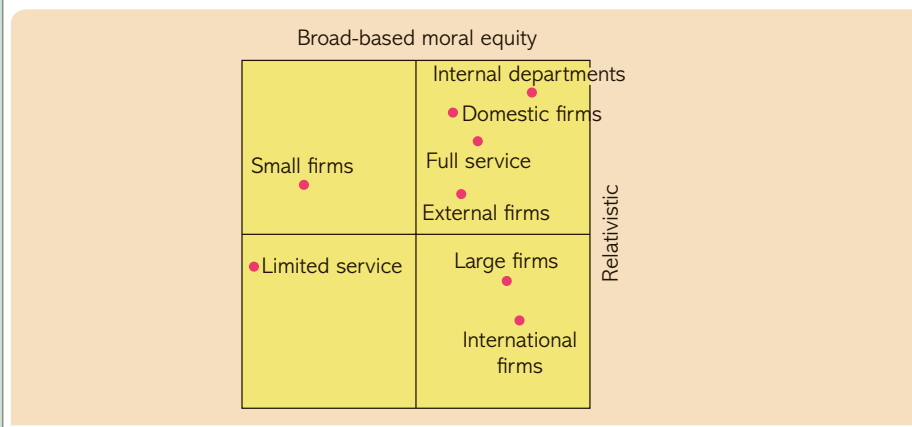 Broad-based moral equity
Internal departments
Domestic firms
Full service
Small firms
External firms
Relativistic
Limited service
Large firms
International
firms